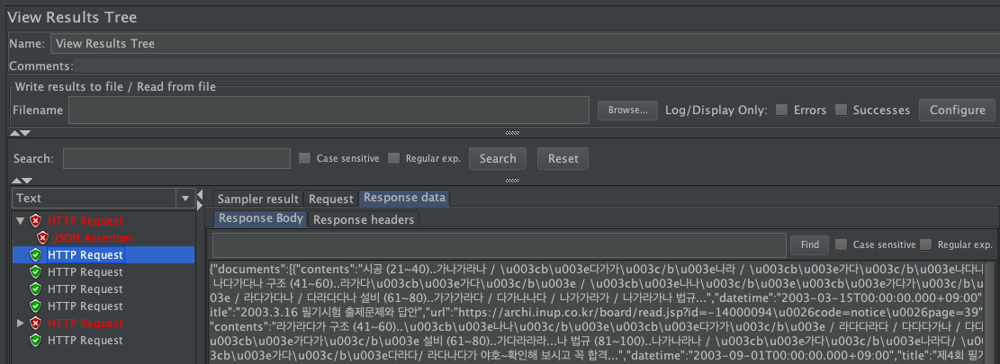 View Results Tree
Name: View Results Tree
Comments:
Write results to file / Read from file
Filename Browse... Log/Display Only: Errors Successes Configure
Search: Case sensitive Regular exp. Search Reset
Text
Sampler result Request Response data
HTTP Request
JSON Assertion
HTTP Request
HTTP Request
HTTP Request
HTTP Request
HTTP Request
HTTP Request
Response Body Response headers
Find Case sensitive Regular exp.
{"documents":[{"contents":"시공 (21~40)..가나가라나 / \u003cb\u003e다가가\u003c/b\u003e나라 / \u003cb\u003e가다\u003c/b\u003e나다나
나다가다나 구조 (41~60)..라가다\u003cb\u003e가다\u003c/b\u003e / \u003cb\u003e나나\u003c/b\u003e\u003cb\u003e가다가\u003c/b\u
03e / 라다가다나 / 다라다다나 설비 (61~80)..가가가라다 / 다가나나다 / 나가가라가 / 나가라가나 법규...","datetime":"2003-03-15T00:00:00.000+09:00"
itle":"2003.3.16 필기시험 출제문제와 답안","url":"https://archi.inup.co.kr/board/read.jsp?id=-14000094\u0026code=notice\u0026page=39"
"contents":"라가라다가 구조 (41~60)..\u003cb\u003e나나\u003c/b\u003e\u003cb\u003e다가가\u003c/b\u003e / 라다다라다 / 다다다가나 / 다디
u003cb\u003e가다가\u003c/b\u003e 설비 (61~80)..가다라라라...나 법규 (81~100)..나가나라나 / \u003cb\u003e가다\u003c/b\u003e나라다/ \u0
3cb\u003e가다\u003c/b\u003e다라다/ 라다나다가 야호~확인해 보시고 꼭 합격...","datetime":"2003-09-01T00:00:00.000+09:00","title":"제4회 필기